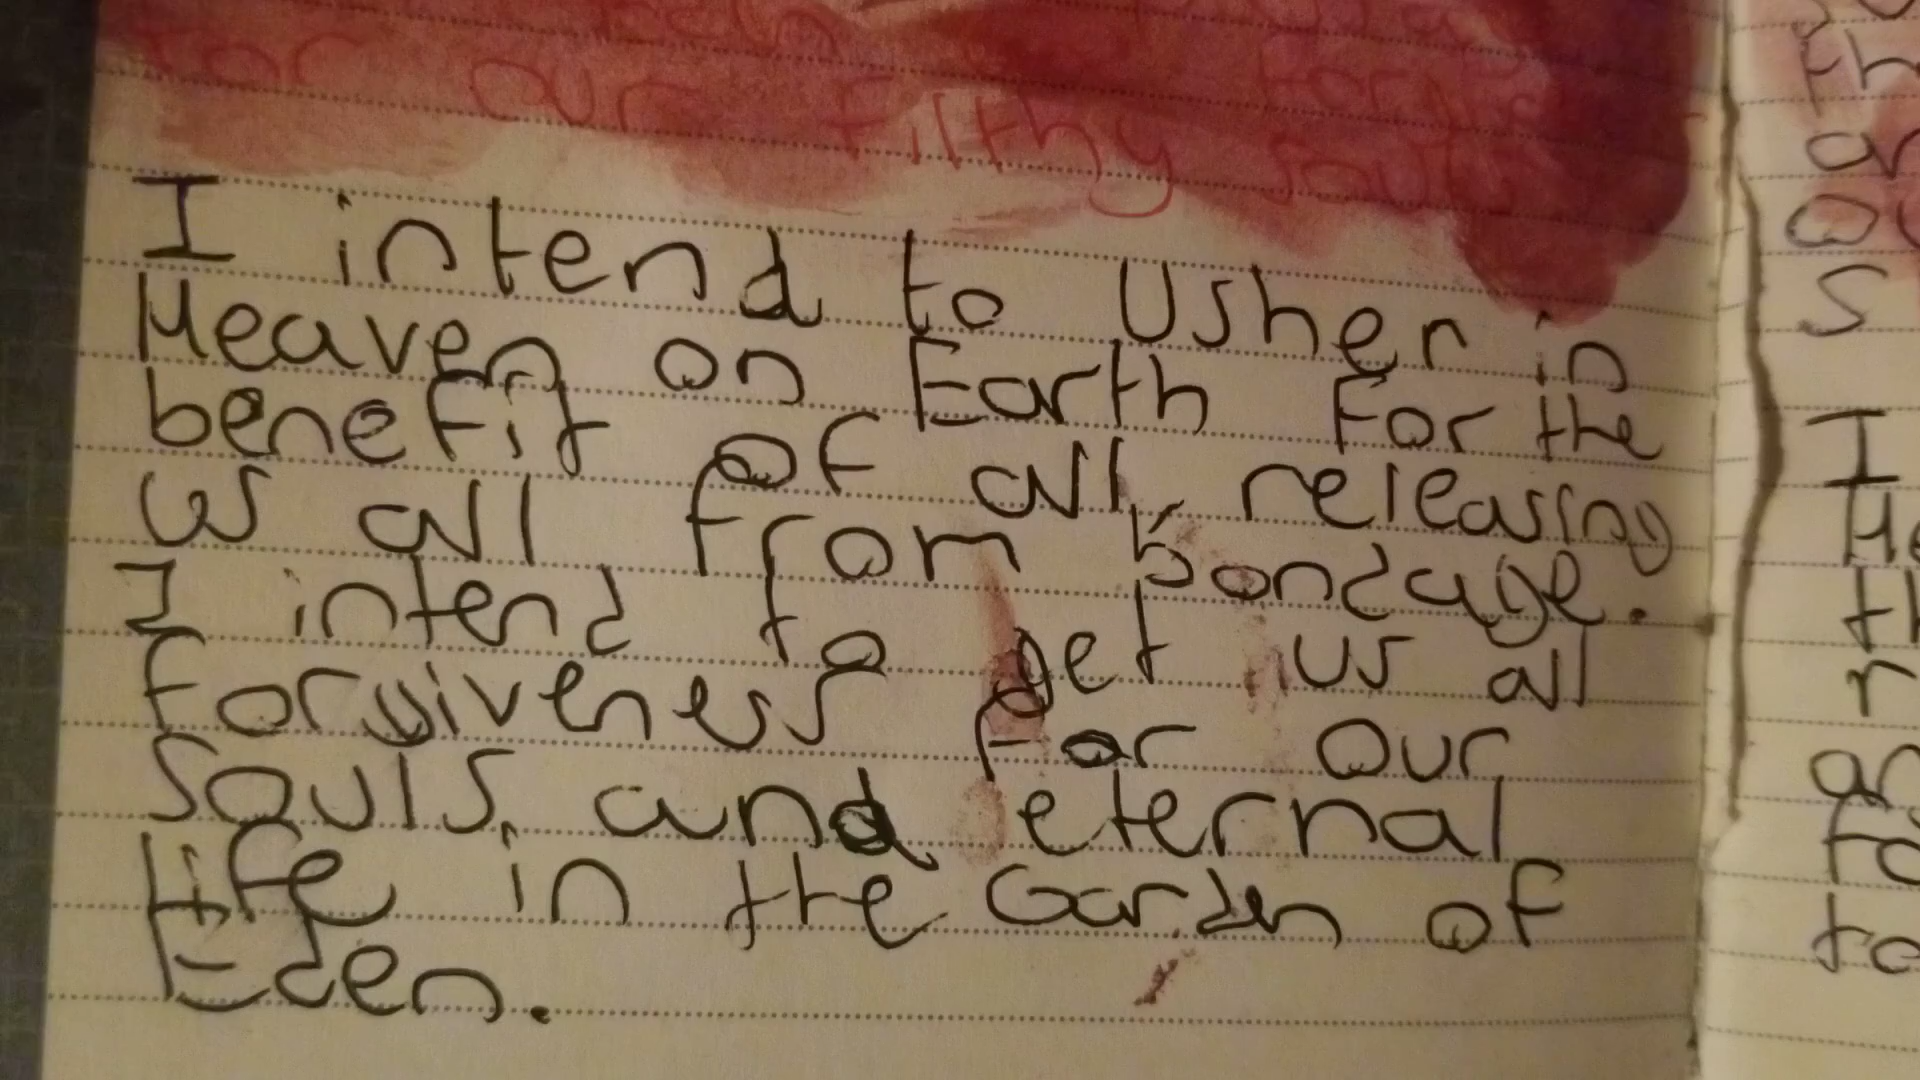 for our filthy souls
I intend to Usher in
Heaven on Earth for the
benefit of all, releasing
us all from bondage.
I intend to get us all
forgiveness for our
Souls, and eternal
life in the Garden of
Eden.